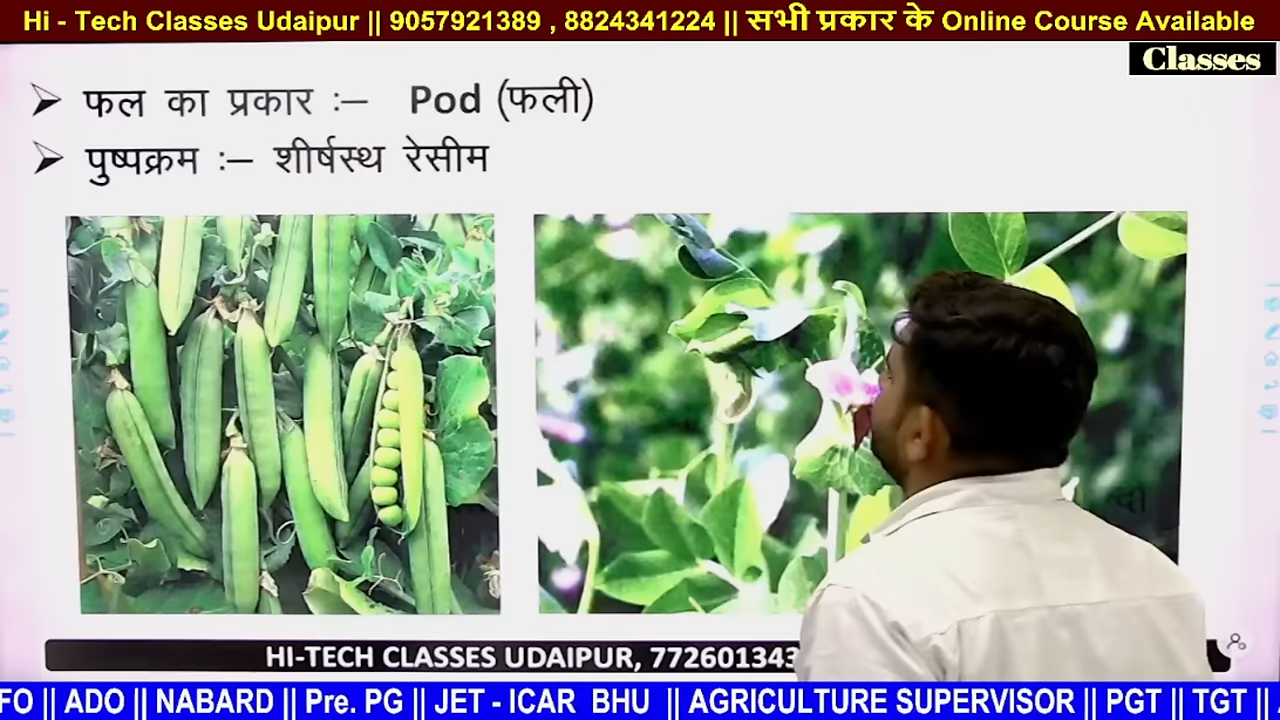 Hi - Tech Classes Udaipur || 9057921389 , 8824341224 || सभी प्रकार के Online Course Available
Classes
➢ फल का प्रकार :– Pod (फली)
➢ पुष्पक्रम :– शीर्षस्थ रेसीम
HI-TECH CLASSES UDAIPUR, 772601343
FO || ADO || NABARD || Pre. PG || JET - ICAR BHU || AGRICULTURE SUPERVISOR || PGT || TGT ||